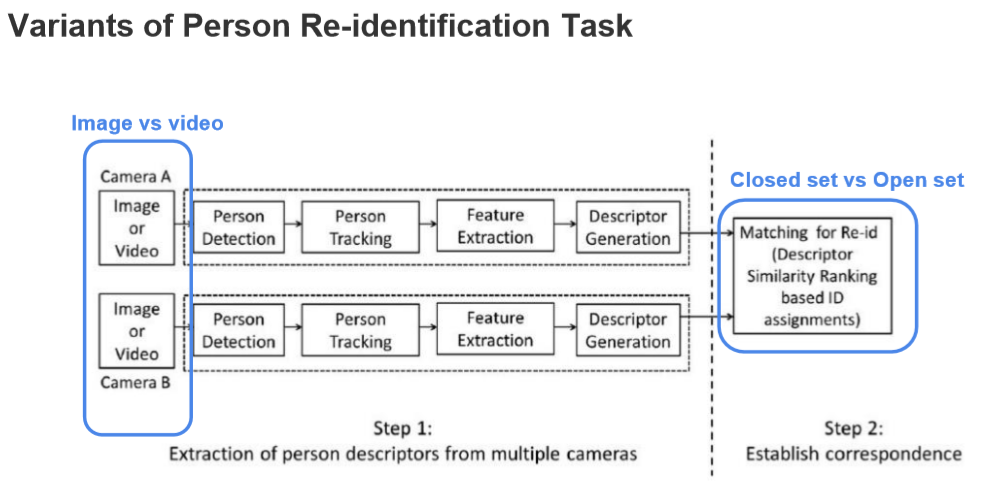 Variants of Person Re-identification Task
Image vs video
Camera A
Image
or
Video
Person
Detection
Person
Tracking
Feature
Extraction
Descriptor
Generation
Closed set vs Open set
Matching for Re-id
(Descriptor
Similarity Ranking
based ID
assignments)
Image
or
Video
Camera B
Person
Detection
Person
Tracking
Feature
Extraction
Descriptor
Generation
Step 1:
Extraction of person descriptors from multiple cameras
Step 2:
Establish correspondence